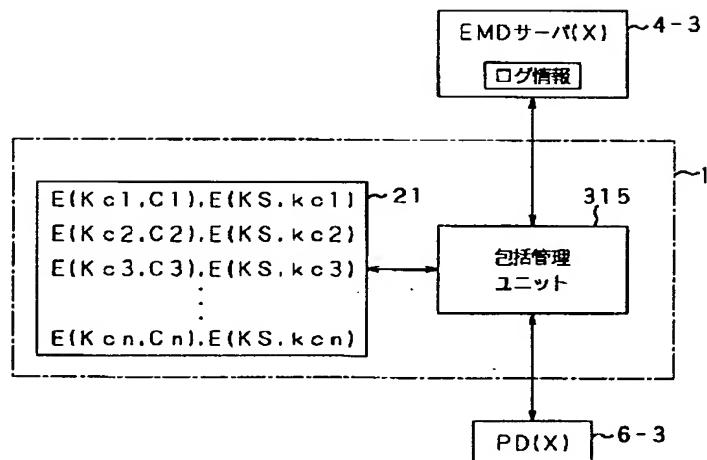 EMDサーバ(X)
4-3
ログ情報
1
E(Kc1,C1),E(KS,kc1)
21
E(Kc2,C2),E(KS,kc2)
E(Kc3,C3),E(KS,kc3)
⋮
E(Kcn,Cn),E(KS,kcn)
315
包括管理
ユニット
PD(X)
6-3